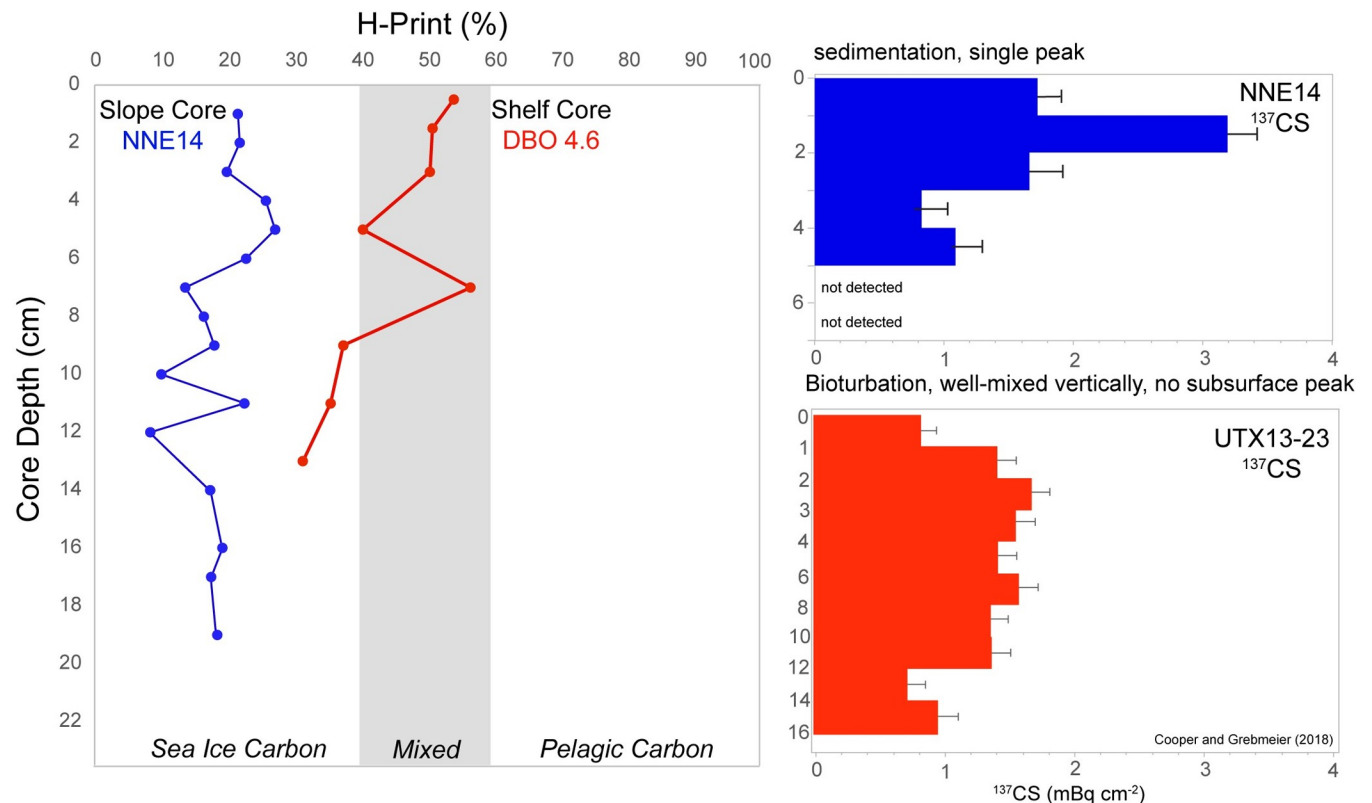 H-Print (%)
0 10 20 30 40 50 60 70 80 90 100
0
2
4
6
8
10
12
14
16
18
20
22
Core Depth (cm)
Slope Core
NNE14
Shelf Core
DBO 4.6
Sea Ice Carbon
Mixed
Pelagic Carbon
sedimentation, single peak
NNE14
137CS
0
2
4
6
not detected
not detected
0 1 2 3 4
Bioturbation, well-mixed vertically, no subsurface peak
UTX13-23
137CS
0
1
2
3
4
6
8
10
12
14
16
Cooper and Grebmeier (2018)
0 1 2 3 4
137CS (mBq cm-2)